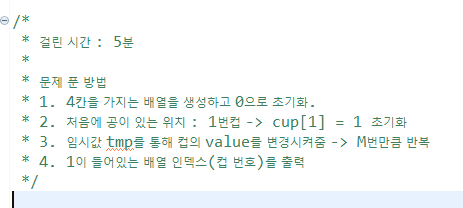 /*
* 걸린 시간 : 5분
*
* 문제 푼 방법
* 1. 4칸을 가지는 배열을 생성하고 0으로 초기화.
* 2. 처음에 공이 있는 위치 : 1번컵 -> cup[1] = 1 초기화
* 3. 임시값 tmp를 통해 컵의 value를 변경시켜줌 -> M번만큼 반복
* 4. 1이 들어있는 배열 인덱스(컵 번호)를 출력
*/